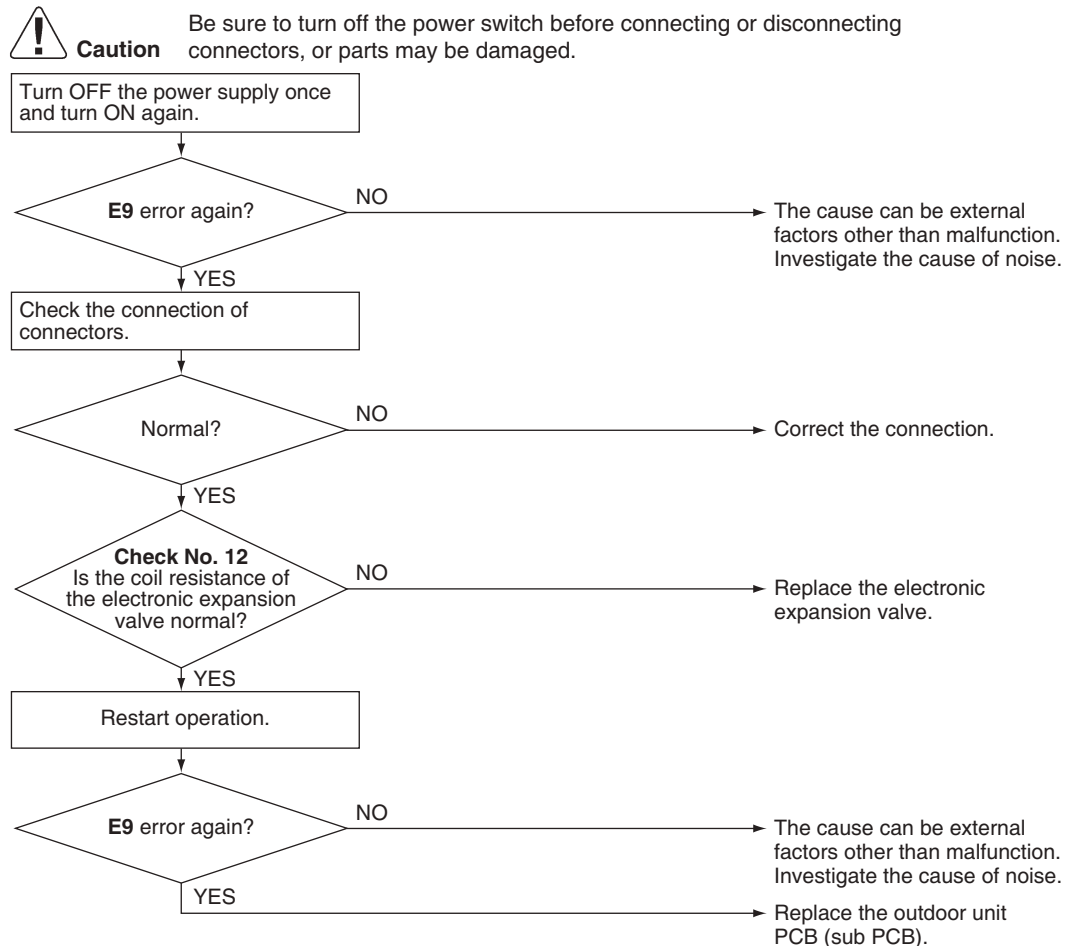 Be sure to turn off the power switch before connecting or disconnecting
Caution connectors, or parts may be damaged.
Turn OFF the power supply once
and turn ON again.
E9 error again?
NO
The cause can be external
factors other than malfunction.
Investigate the cause of noise.
YES
Check the connection of
connectors.
Normal?
NO
Correct the connection.
YES
Check No. 12
Is the coil resistance of
the electronic expansion
valve normal?
NO
Replace the electronic
expansion valve.
YES
Restart operation.
E9 error again?
NO
The cause can be external
factors other than malfunction.
Investigate the cause of noise.
YES
Replace the outdoor unit
PCB (sub PCB).